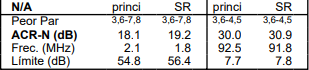 N/A princi SR princi SR
Peor Par 3,6-7,8 3,6-7,8 3,6-4,5 3,6-4,5
ACR-N (dB) 18.1 19.2 30.0 30.9
Frec. (MHz) 2.1 1.8 92.5 91.8
Límite (dB) 54.8 56.4 7.7 7.8